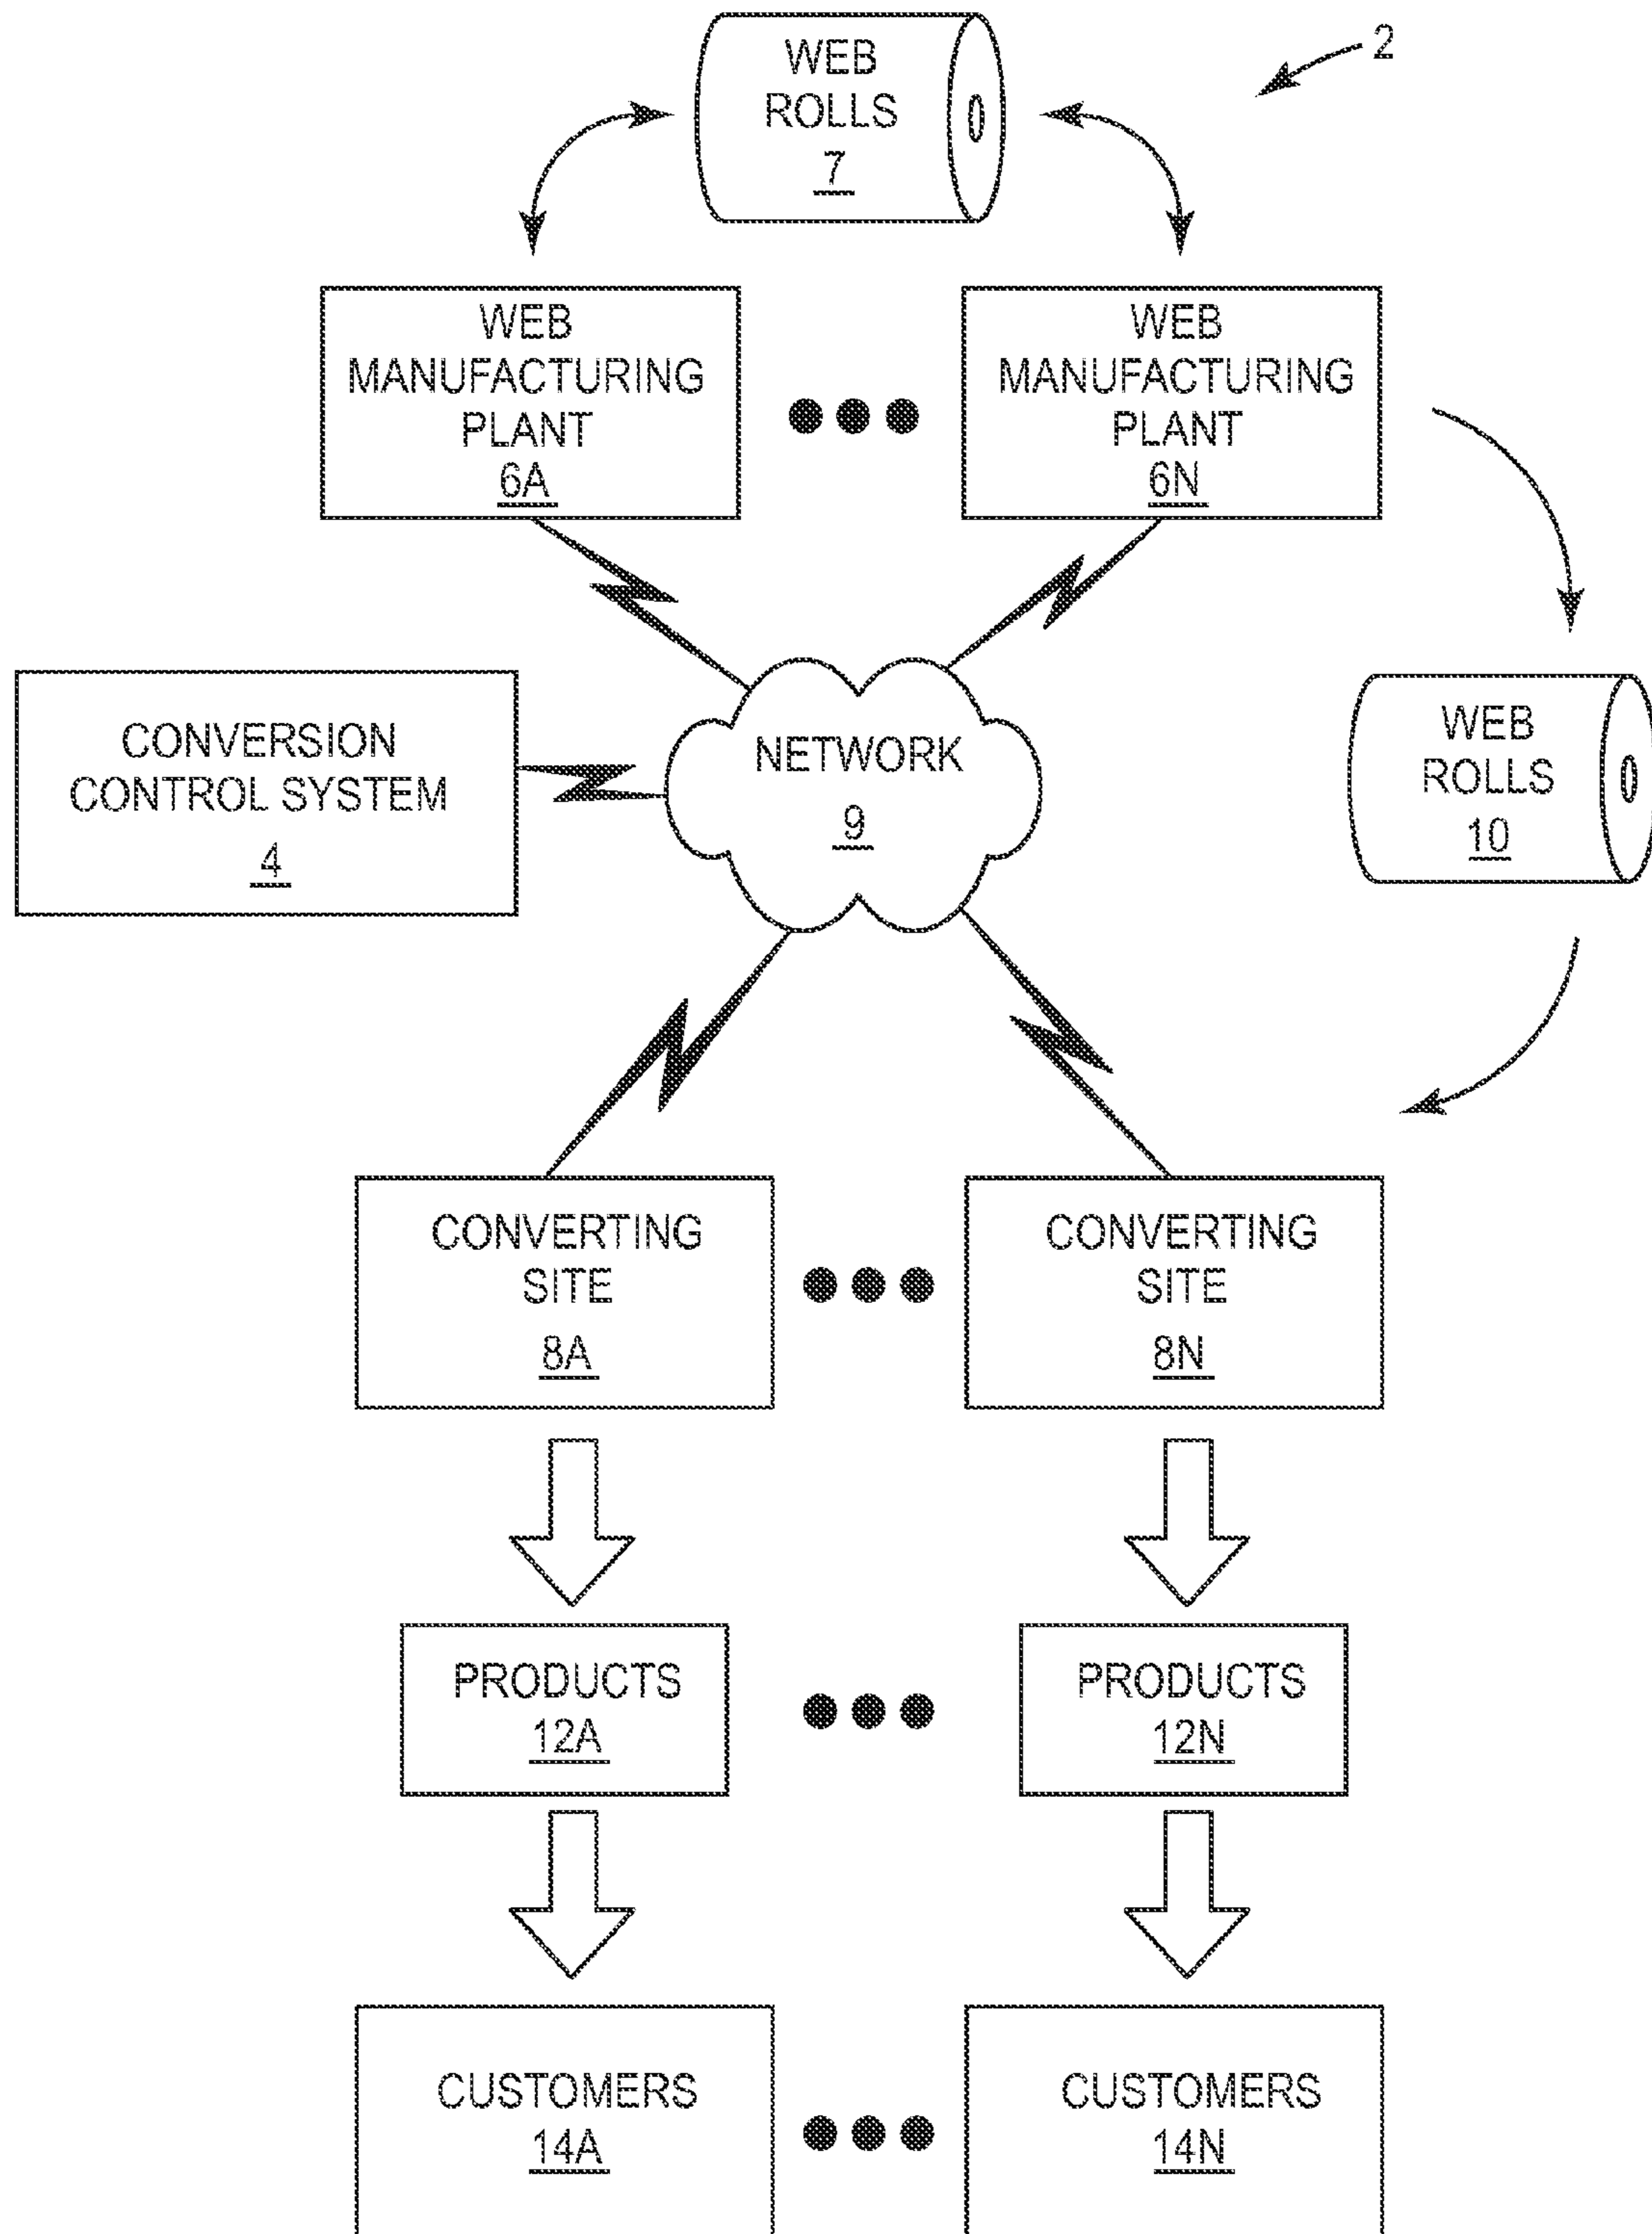 WEB
ROLLS
7
2
WEB
MANUFACTURING
PLANT
6A
WEB
MANUFACTURING
PLANT
6N
CONVERSION
CONTROL SYSTEM
4
NETWORK
9
WEB
ROLLS
10
CONVERTING
SITE
8A
CONVERTING
SITE
8N
PRODUCTS
12A
PRODUCTS
12N
CUSTOMERS
14A
CUSTOMERS
14N